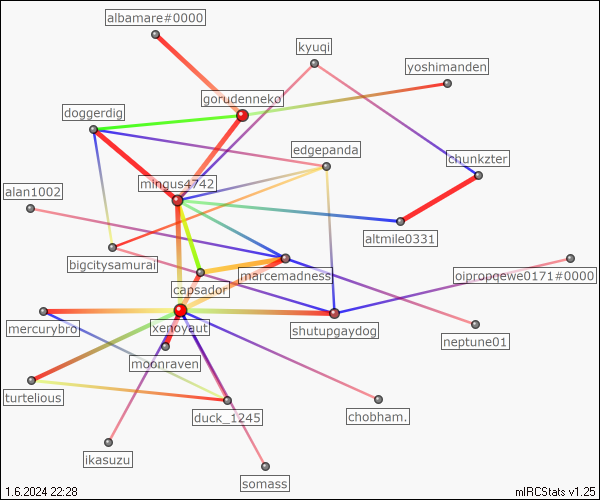 albamare#0000
kyuqi
yoshimanden
gorudenneko
doggerdig
edgepanda
chunkzter
mingus4742
alan1002
altmile0331
bigcitysamurai
marcemadness
oipropqewe0171#0000
capsador
xenoyaut
mercurybro
shutupgaydog
neptune01
moonraven
turtelious
duck_1245
chobham.
ikasuzu
somass
1.6.2024 22:28
mIRCStats v1.25